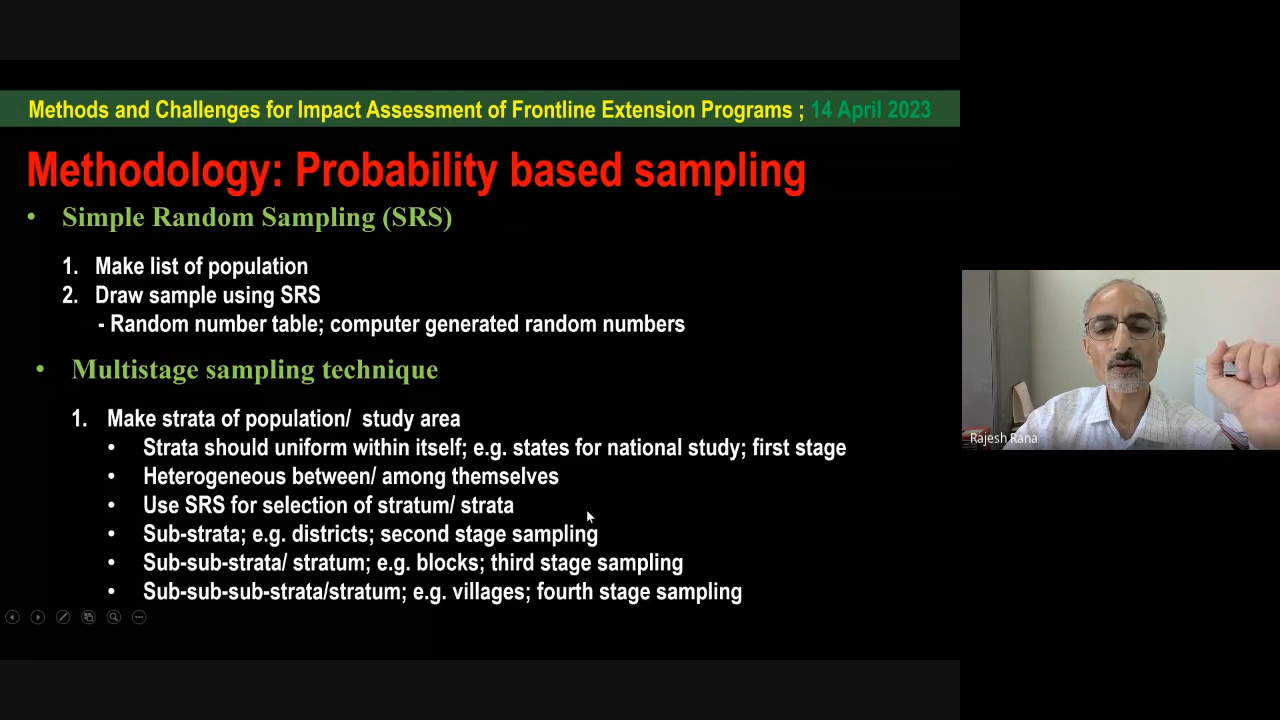 Methods and Challenges for Impact Assessment of Frontline Extension Programs ; 14 April 2023
Methodology: Probability based sampling
• Simple Random Sampling (SRS)
1. Make list of population
2. Draw sample using SRS
- Random number table; computer generated random numbers
• Multistage sampling technique
1. Make strata of population/ study area
• Strata should uniform within itself; e.g. states for national study; first stage
• Heterogeneous between/ among themselves
• Use SRS for selection of stratum/ strata
• Sub-strata; e.g. districts; second stage sampling
• Sub-sub-strata/ stratum; e.g. blocks; third stage sampling
• Sub-sub-sub-strata/stratum; e.g. villages; fourth stage sampling
Rajesh Rana